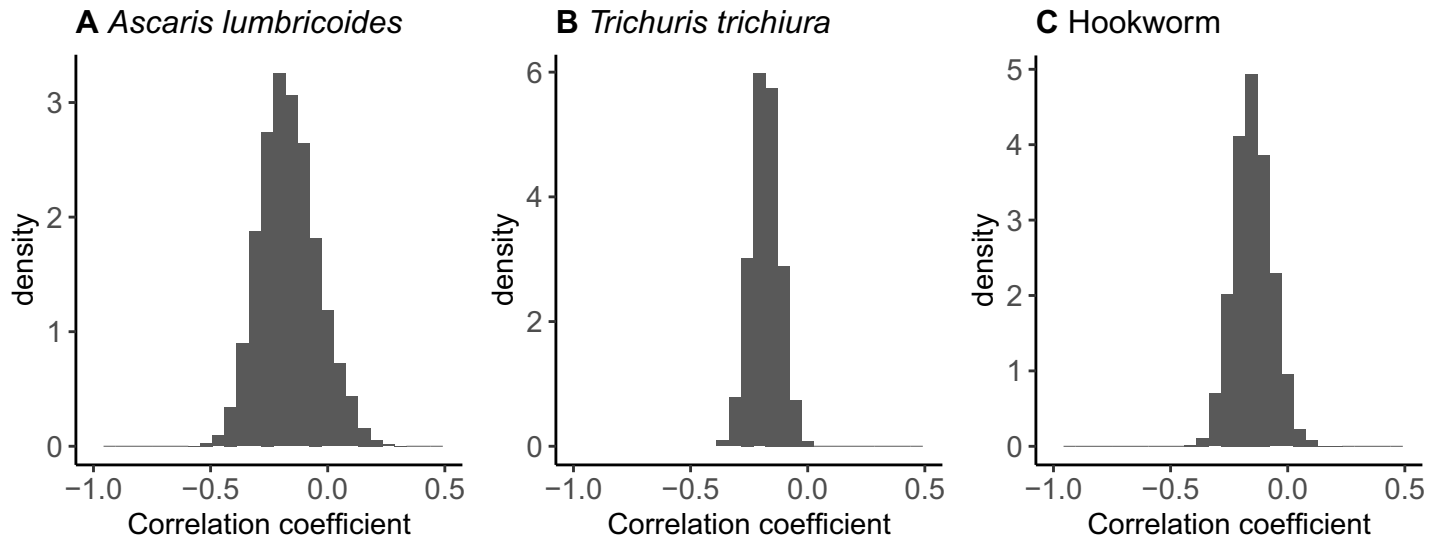 A Ascaris lumbricoides
density
3
2
1
0
−1.0 −0.5 0.0 0.5
Correlation coefficient
B Trichuris trichiura
density
6
4
2
0
−1.0 −0.5 0.0 0.5
Correlation coefficient
C Hookworm
density
5
4
3
2
1
0
−1.0 −0.5 0.0 0.5
Correlation coefficient